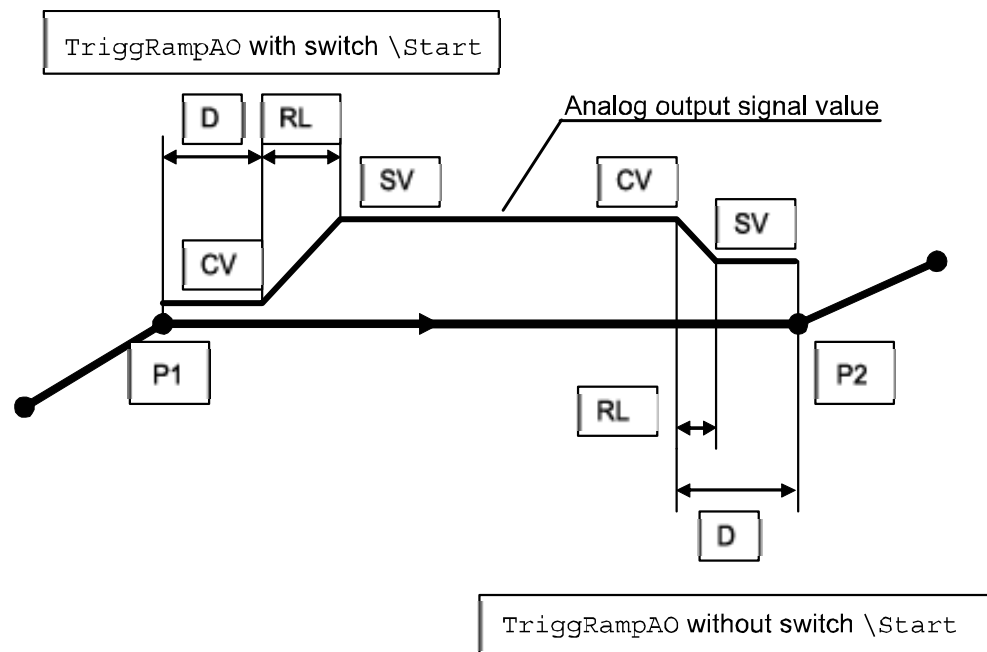 TriggRampAO with switch \Start
D
RL
Analog output signal value
SV
CV
SV
CV
P1
P2
RL
D
TriggRampAO without switch \Start